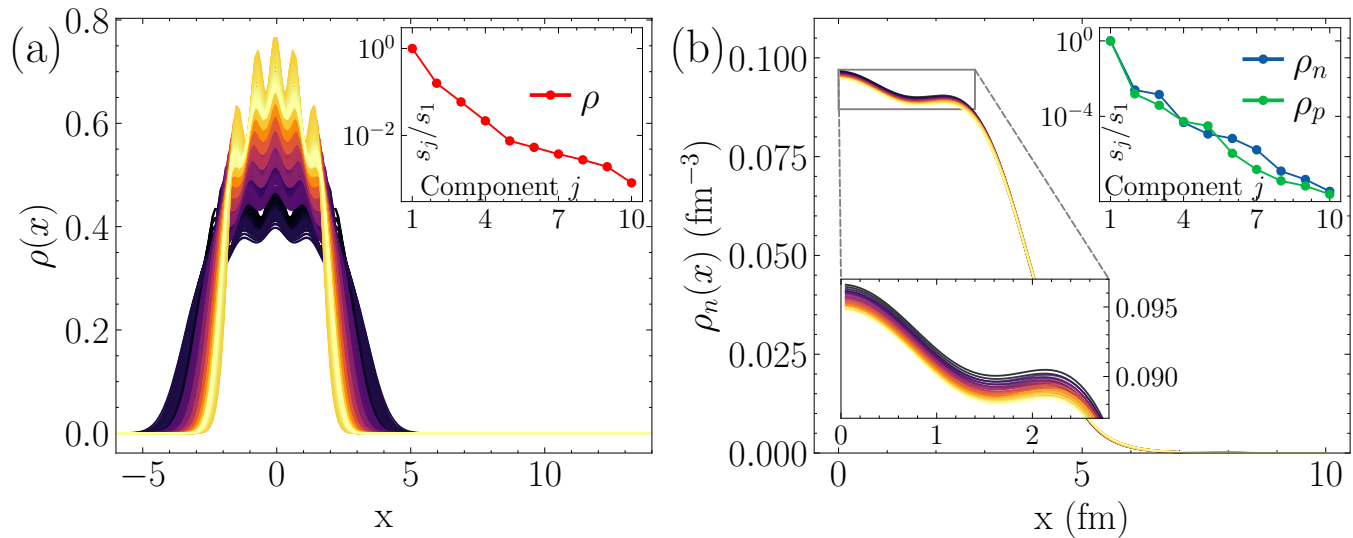 (a)
ρ(x)
0.8
0.6
0.4
0.2
0.0
−5
0
5
10
x
10^0
10^−2
s_j/s_1
ρ
Component j
1
4
7
10
(b)
ρ_n(x) (fm^−3)
0.100
0.075
0.050
0.025
0.000
0
5
10
x (fm)
10^0
10^−4
s_j/s_1
ρ_n
ρ_p
Component j
1
4
7
10
0.095
0.090
0
1
2